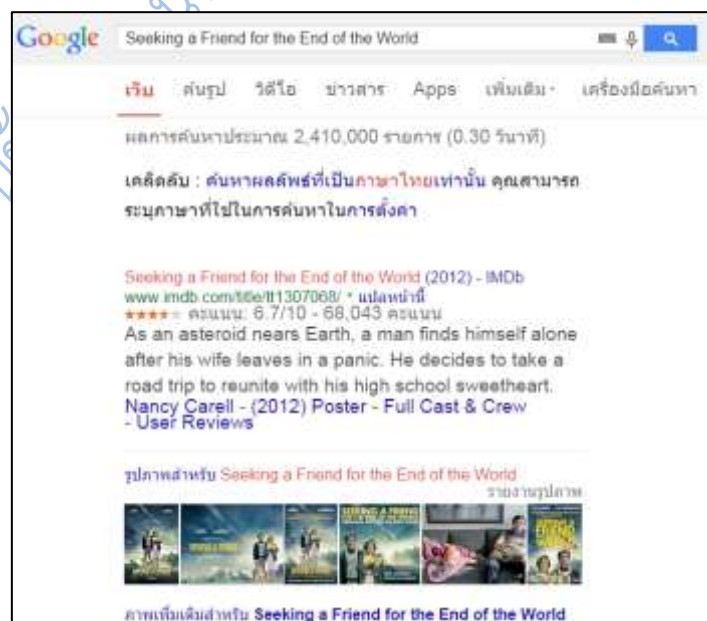 Google Seeking a Friend for the End of the World
เว็บ ค้นรูป วิดีโอ ข่าวสาร Apps เพิ่มเติม เครื่องมือค้นหา
ผลการค้นหาประมาณ 2,410,000 รายการ (0.30 วินาที)
เคล็ดลับ : ค้นหาผลลัพธ์ที่เป็นภาษาไทยเท่านั้น คุณสามารถ
ระบุภาษาที่ใช้ในการค้นหาในการตั้งค่า
Seeking a Friend for the End of the World (2012) - IMDb
www.imdb.com/title/tt1307068/ แปลหน้านี้
คะแนน: 6.7/10 - 68,043 คะแนน
As an asteroid nears Earth, a man finds himself alone
after his wife leaves in a panic. He decides to take a
road trip to reunite with his high school sweetheart.
Nancy Carell - (2012) Poster - Full Cast & Crew
- User Reviews
รูปภาพสำหรับ Seeking a Friend for the End of the World
รายงานรูปภาพ
ภาพเพิ่มเติมสำหรับ Seeking a Friend for the End of the World